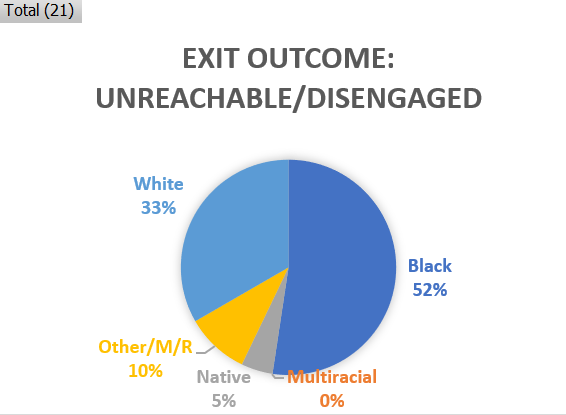 Total (21)
EXIT OUTCOME:
UNREACHABLE/DISENGAGED
White
33%
Black
52%
Other/M/R
10%
Native
5%
Multiracial
0%